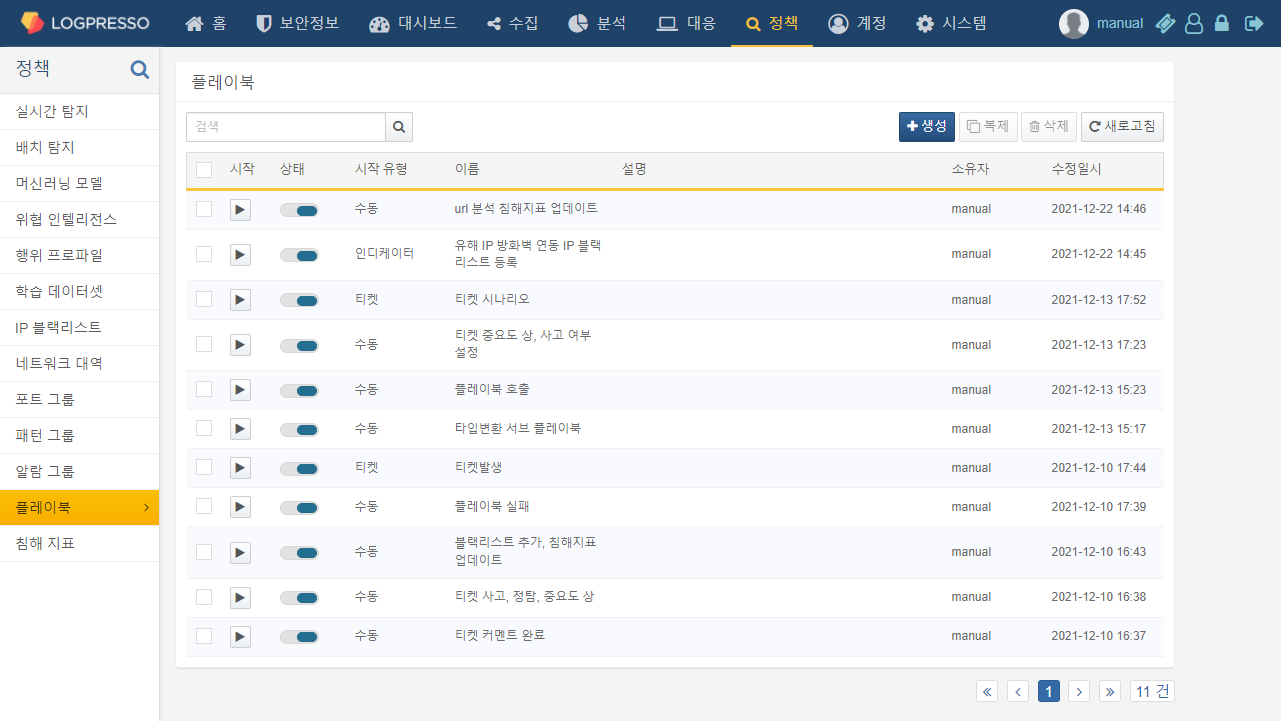 LOGPRESSO 홈 보안정보 대시보드 수집 분석 대응 정책 계정 시스템 manual
정책
실시간 탐지
배치 탐지
머신러닝 모델
위협 인텔리전스
행위 프로파일
학습 데이터셋
IP 블랙리스트
네트워크 대역
포트 그룹
패턴 그룹
알람 그룹
플레이북
침해 지표
플레이북
검색 생성 복제 삭제 새로고침
시작 상태 시작 유형 이름 설명 소유자 수정일시
수동 url 분석 침해지표 업데이트 manual 2021-12-22 14:46
인디케이터 유해 IP 방화벽 연동 IP 블랙 manual 2021-12-22 14:45
리스트 등록
티켓 티켓 시나리오 manual 2021-12-13 17:52
수동 티켓 중요도 상, 사고 여부 manual 2021-12-13 17:23
설정
수동 플레이북 호출 manual 2021-12-13 15:23
수동 타입변환 서브 플레이북 manual 2021-12-13 15:17
티켓 티켓발생 manual 2021-12-10 17:44
수동 플레이북 실패 manual 2021-12-10 17:39
수동 블랙리스트 추가, 침해지표 manual 2021-12-10 16:43
업데이트
수동 티켓 사고, 정탐, 중요도 상 manual 2021-12-10 16:38
수동 티켓 커멘트 완료 manual 2021-12-10 16:37
« ‹ 1 › » 11 건